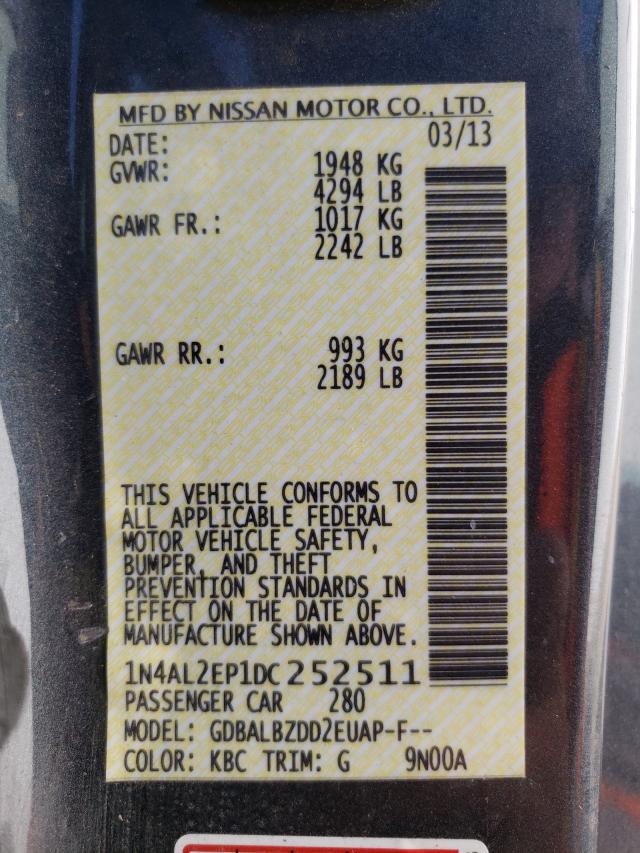 MFD BY NISSAN MOTOR CO., LTD.
DATE: 03/13
GVWR: 1948 KG
4294 LB
GAWR FR.: 1017 KG
2242 LB
GAWR RR.: 993 KG
2189 LB
THIS VEHICLE CONFORMS TO
ALL APPLICABLE FEDERAL
MOTOR VEHICLE SAFETY,
BUMPER, AND THEFT
PREVENTION STANDARDS IN
EFFECT ON THE DATE OF
MANUFACTURE SHOWN ABOVE.
1N4AL2EP1DC252511
PASSENGER CAR 280
MODEL: GDBALBZDD2EUAP-F--
COLOR: KBC TRIM: G 9N00A